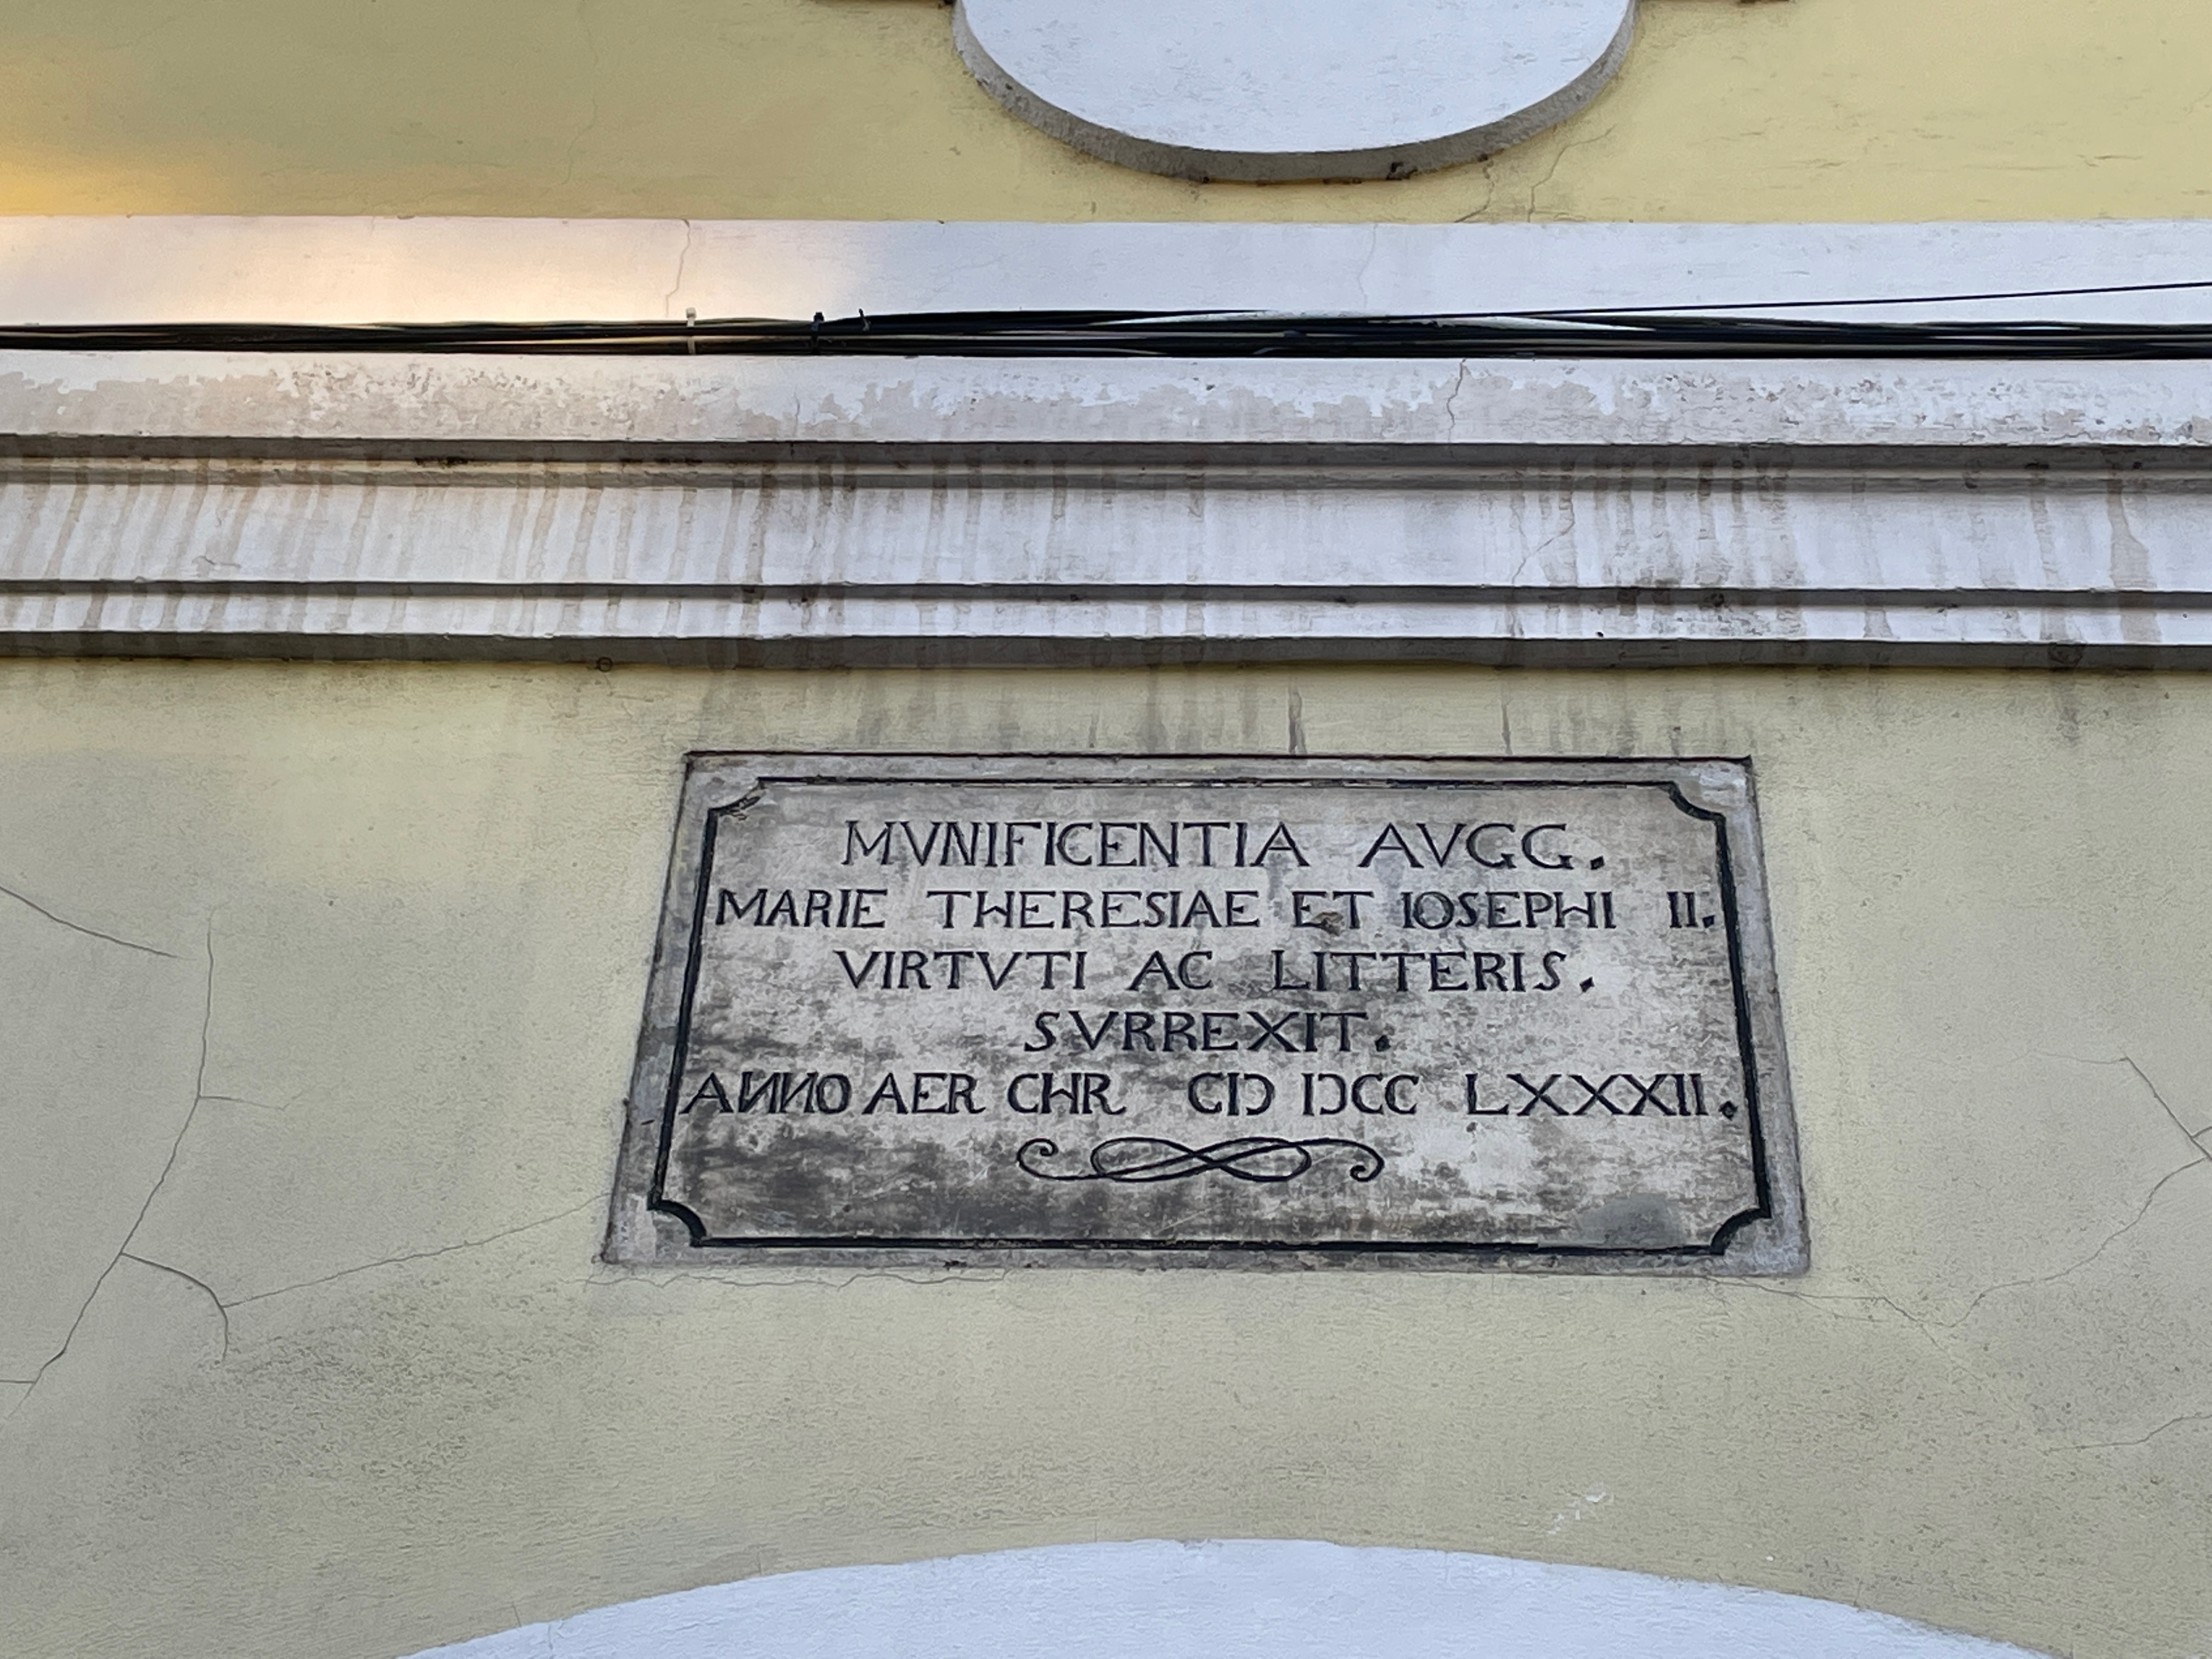 MVNIFICENTIA AVGG.
MARIE THERESIAE ET IOSEPHI II.
VIRTVTI AC LITTERIS.
SVRREXIT.
ANNO AER CHR CIƆ IƆCC LXXXII.